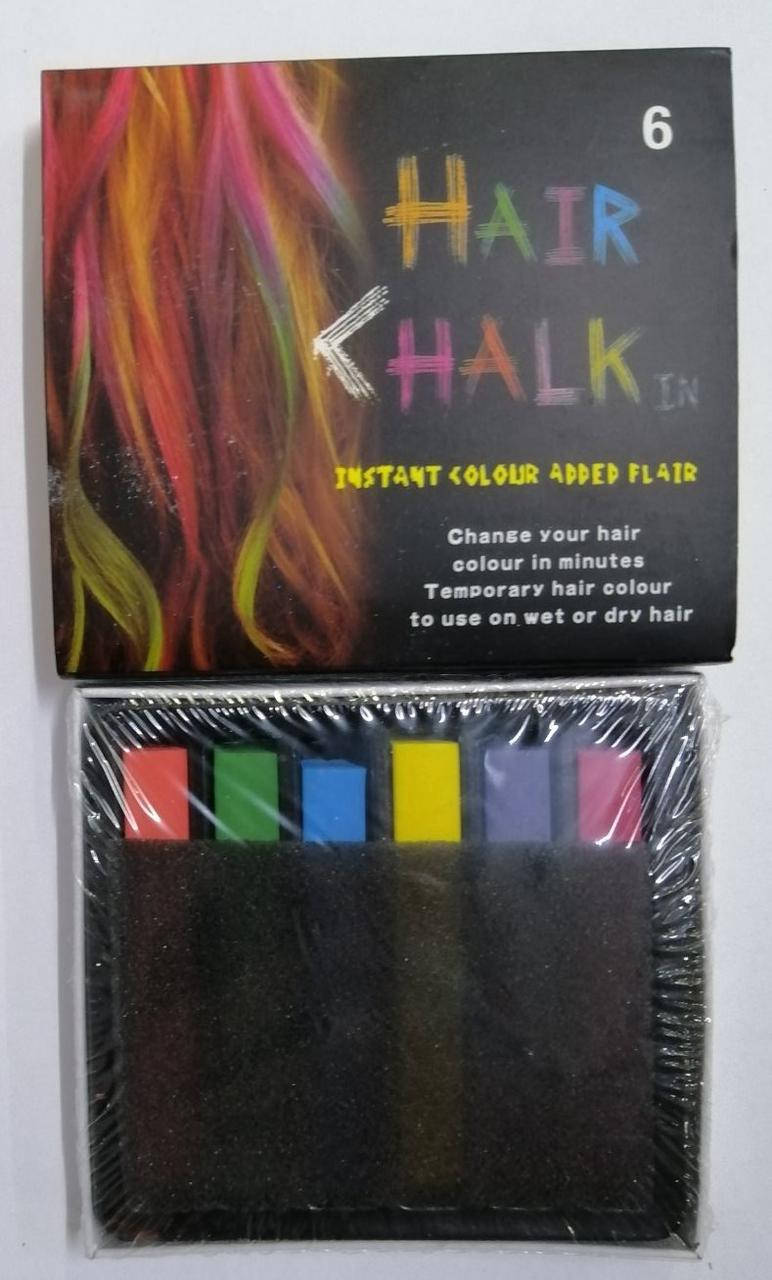 6
HAIR
CHALK IN
INSTANT COLOUR ADDED FLAIR
Change your hair
colour in minutes
Temporary hair colour
to use on wet or dry hair